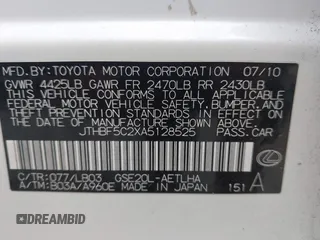 MFD.BY: TOYOTA MOTOR CORPORATION 07/10
GVWR 4425LB GAWR FR 2470LB RR 2430LB
THIS VEHICLE CONFORMS TO ALL APPLICABLE
FEDERAL MOTOR VEHICLE SAFETY, BUMPER, AND
THEFT PREVENTION STANDARDS IN EFFECT ON
THE DATE OF MANUFACTURE SHOWN ABOVE.
JTHBF5C2XA5128525 PASS.CAR
C/TR: 077/LB03 GSE20L-AETLHA
A/TM: B03A/A960E MADE IN JAPAN 151 A
DEALERSHIP.CC